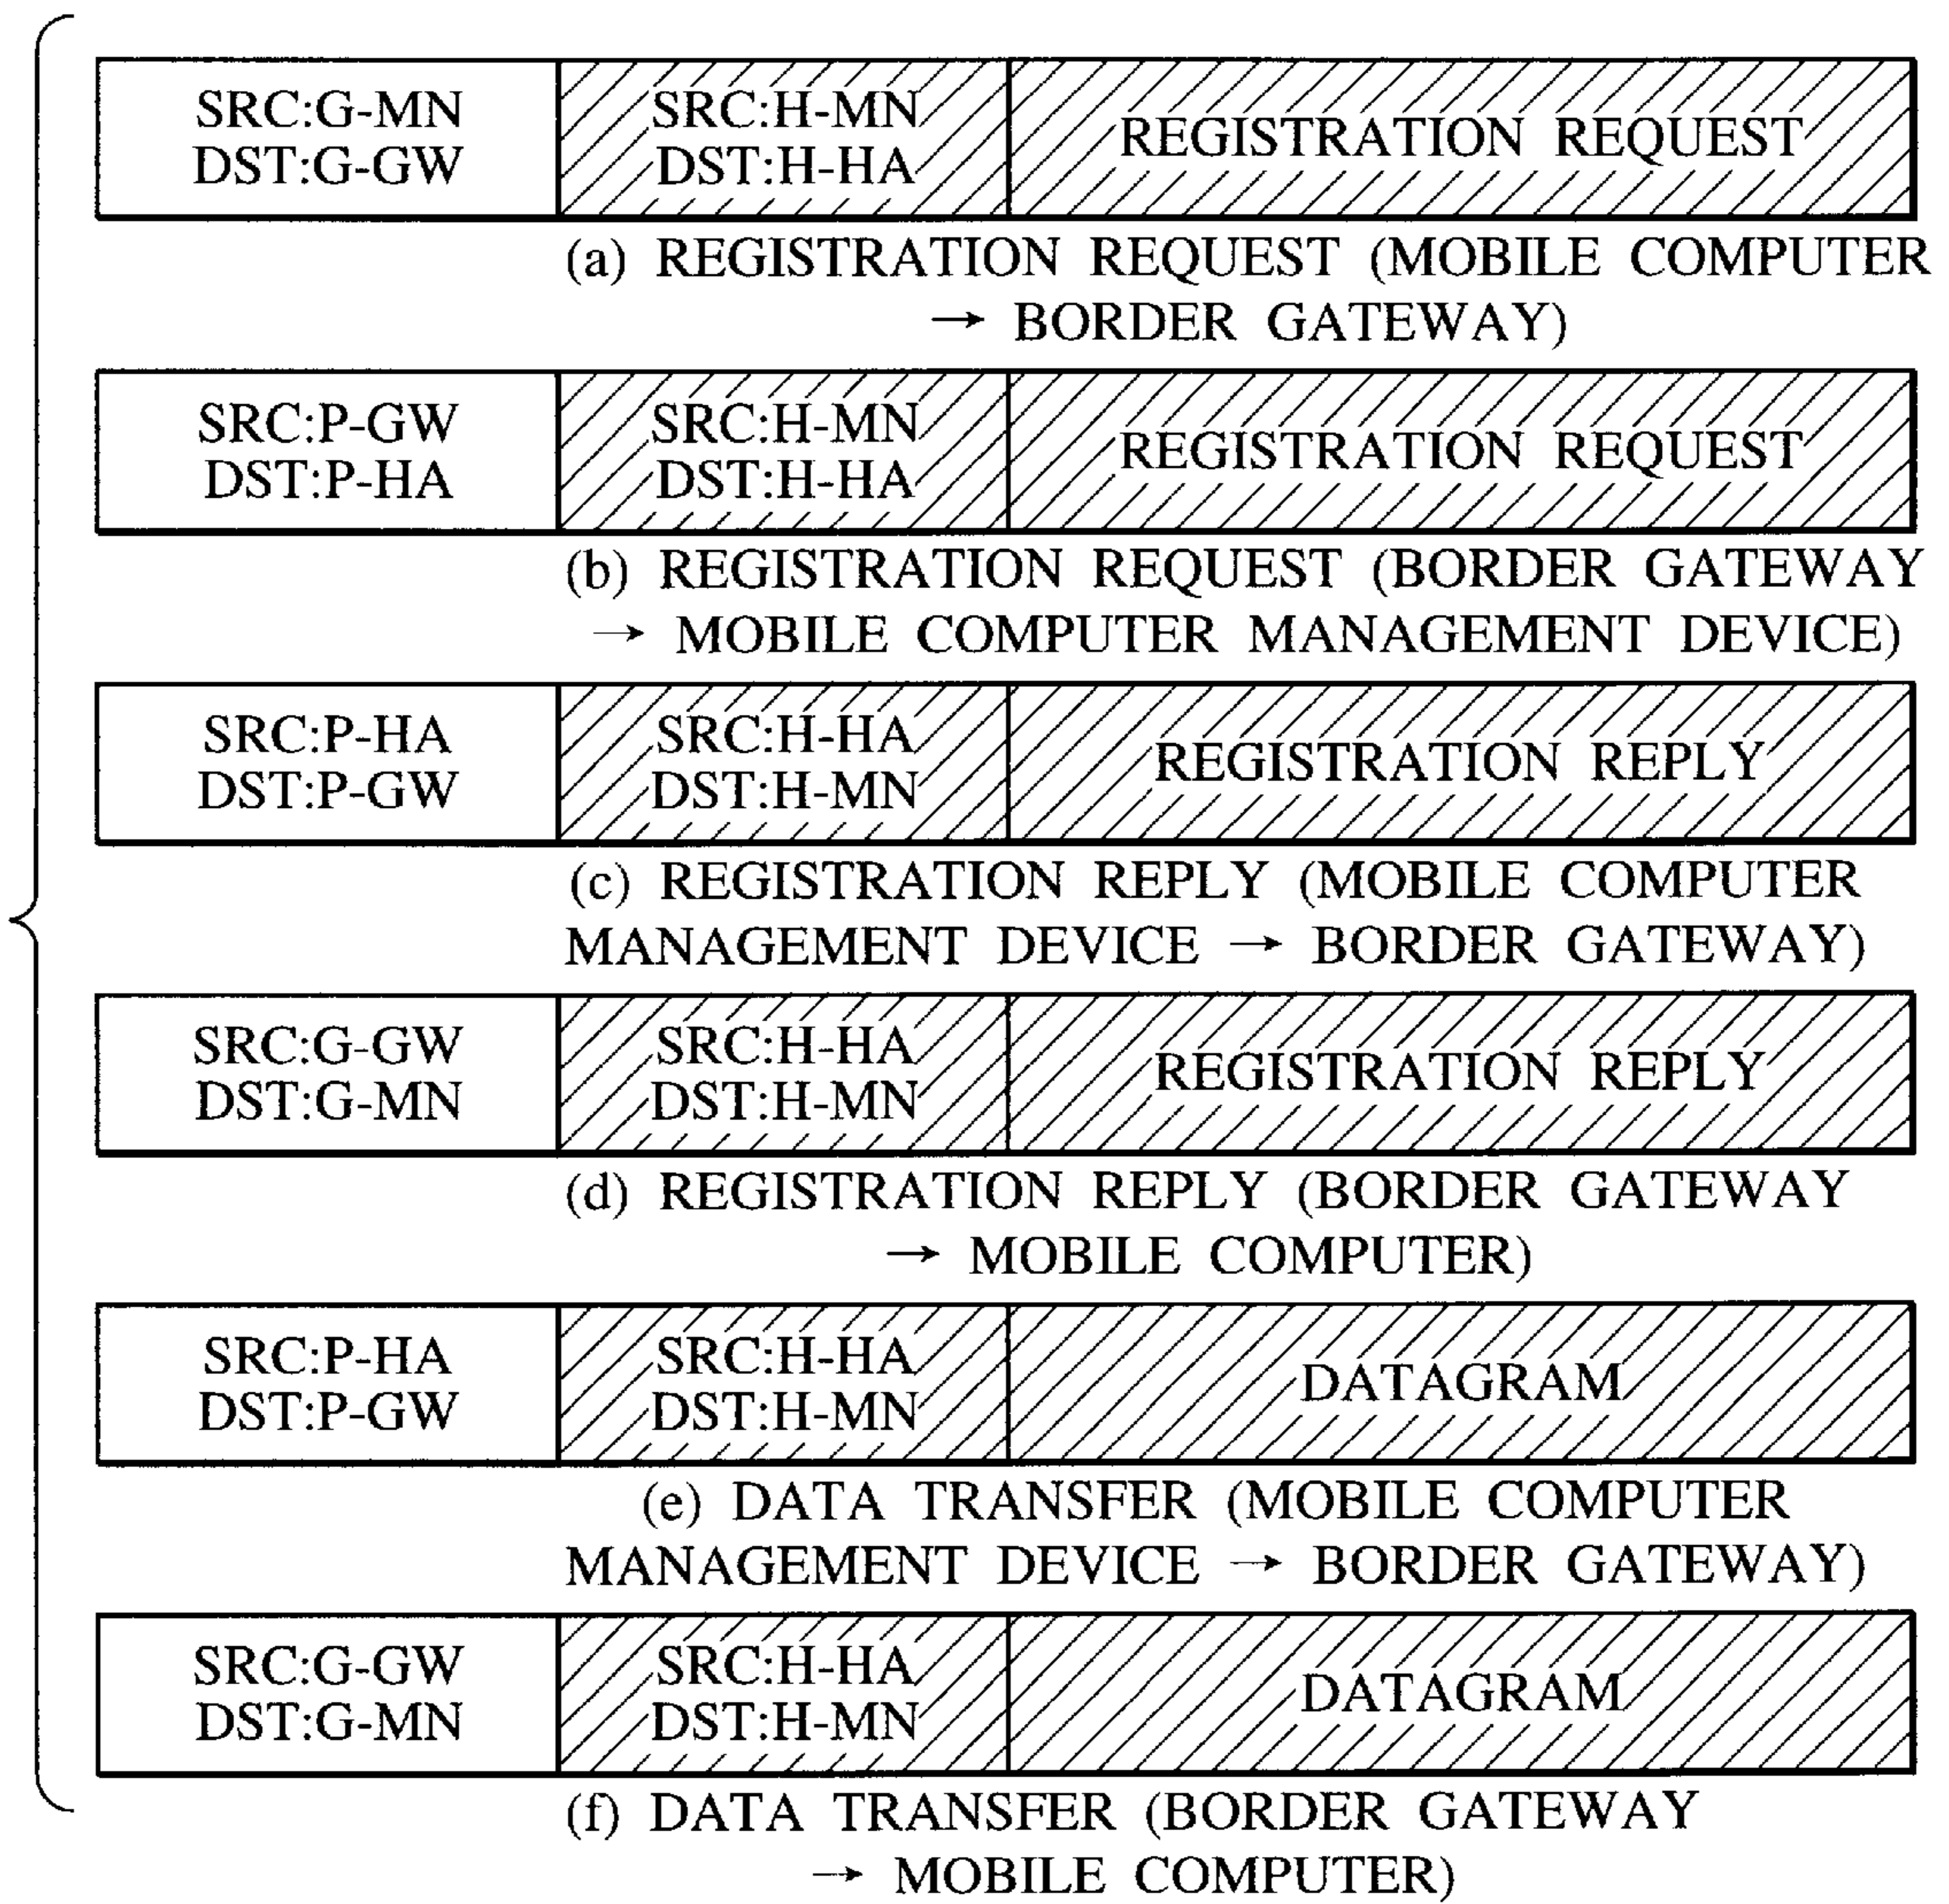 SRC:G-MN
DST:G-GW
SRC:H-MN
DST:H-HA
REGISTRATION REQUEST
(a) REGISTRATION REQUEST (MOBILE COMPUTER
→ BORDER GATEWAY)
SRC:P-GW
DST:P-HA
SRC:H-MN
DST:H-HA
REGISTRATION REQUEST
(b) REGISTRATION REQUEST (BORDER GATEWAY
→ MOBILE COMPUTER MANAGEMENT DEVICE)
SRC:P-HA
DST:P-GW
SRC:H-HA
DST:H-MN
REGISTRATION REPLY
(c) REGISTRATION REPLY (MOBILE COMPUTER
MANAGEMENT DEVICE → BORDER GATEWAY)
SRC:G-GW
DST:G-MN
SRC:H-HA
DST:H-MN
REGISTRATION REPLY
(d) REGISTRATION REPLY (BORDER GATEWAY
→ MOBILE COMPUTER)
SRC:P-HA
DST:P-GW
SRC:H-HA
DST:H-MN
DATAGRAM
(e) DATA TRANSFER (MOBILE COMPUTER
MANAGEMENT DEVICE → BORDER GATEWAY)
SRC:G-GW
DST:G-MN
SRC:H-HA
DST:H-MN
DATAGRAM
(f) DATA TRANSFER (BORDER GATEWAY
→ MOBILE COMPUTER)